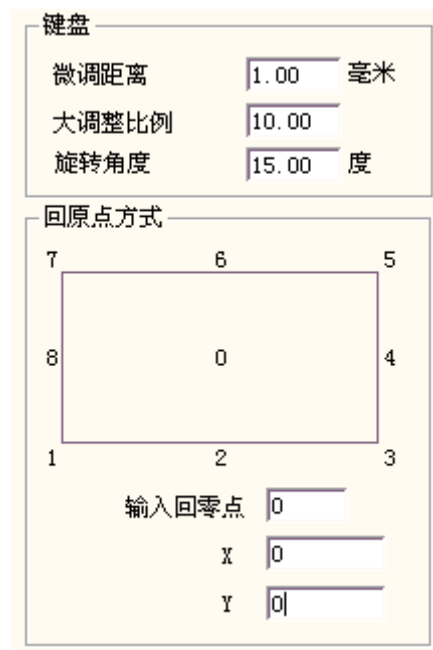 键盘
微调距离 1.00 毫米
大调整比例 10.00
旋转角度 15.00 度
回原点方式
7 6 5
8 0 4
1 2 3
输入回零点 0
X 0
Y 0